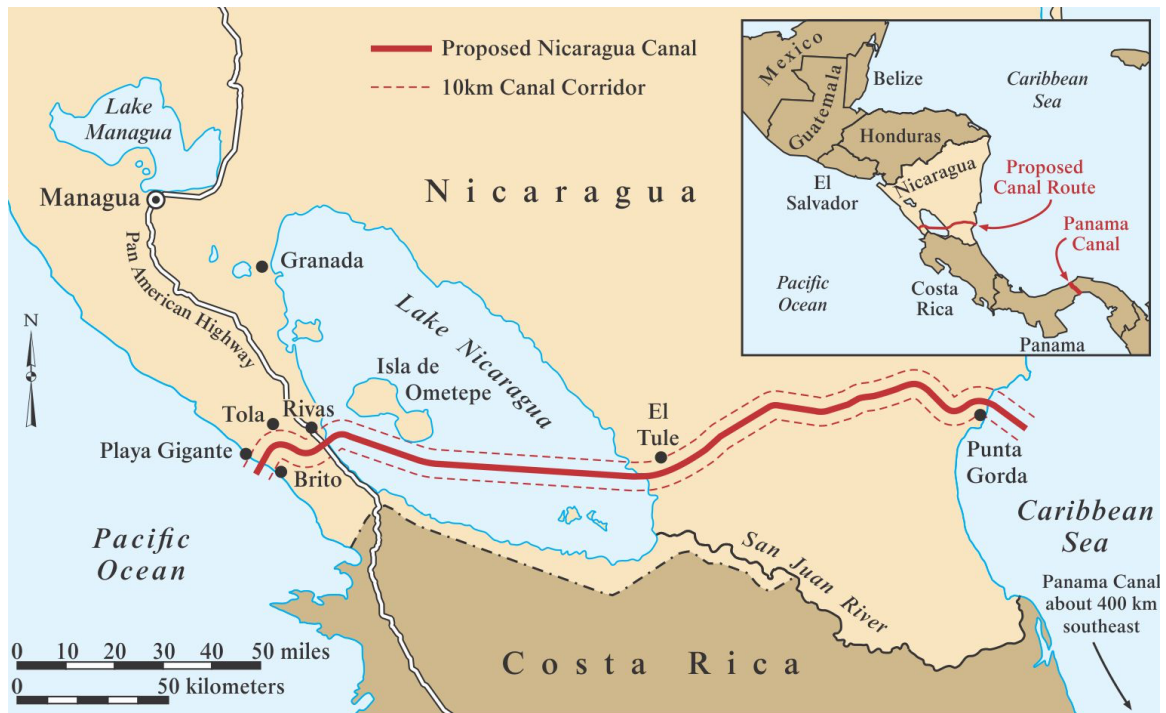 Proposed Nicaragua Canal
10km Canal Corridor
Lake
Managua
Managua
Pan American Highway
Granada
Nicaragua
Lake Nicaragua
Isla de
Ometepe
Tola
Rivas
Playa Gigante
Brito
El
Tule
Punta
Gorda
Pacific
Ocean
Caribbean
Sea
San Juan River
Costa Rica
Panama Canal
about 400 km
southeast
N
0 10 20 30 40 50 miles
0 50 kilometers
Mexico
Guatemala
Belize
Honduras
El
Salvador
Nicaragua
Costa
Rica
Panama
Caribbean
Sea
Pacific
Ocean
Proposed
Canal Route
Panama
Canal